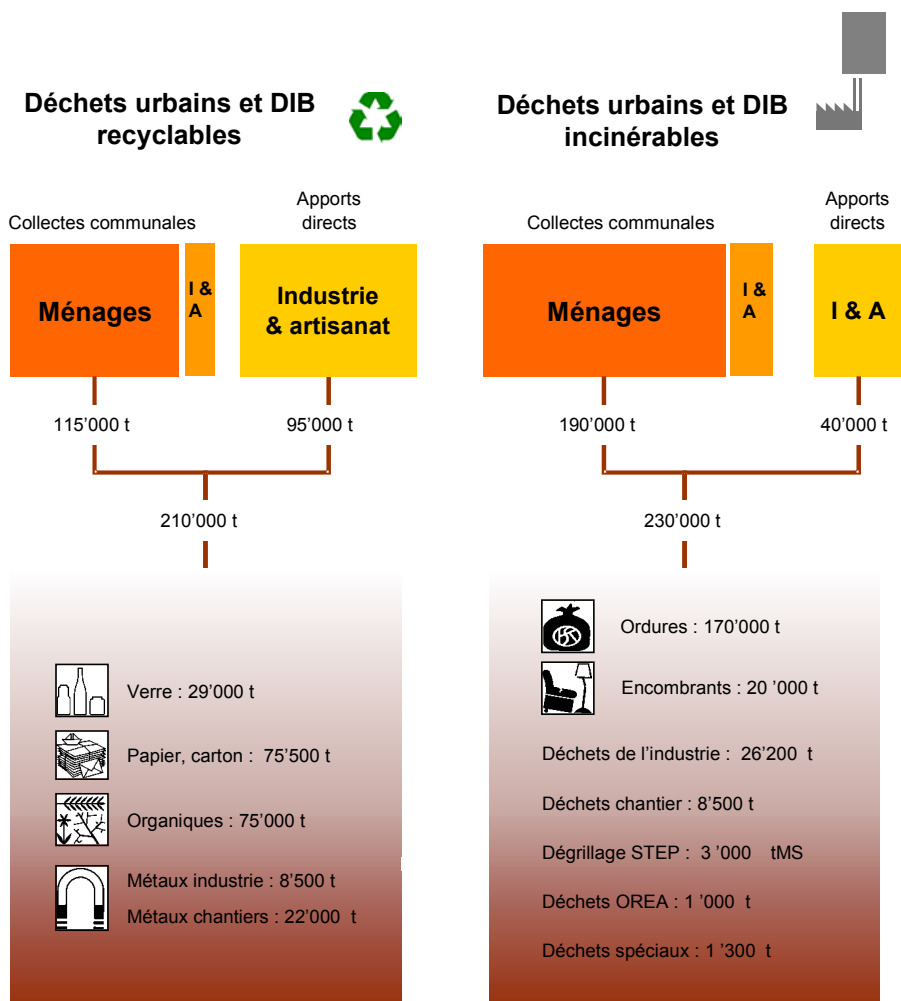 Déchets urbains et DIB
recyclables
Collectes communales
Apports
directs
Ménages
I &
A
Industrie
& artisanat
115’000 t
95’000 t
210’000 t
Verre : 29’000 t
Papier, carton : 75’500 t
Organiques : 75’000 t
Métaux industrie : 8’500 t
Métaux chantiers : 22’000 t
Déchets urbains et DIB
incinérables
Collectes communales
Apports
directs
Ménages
I &
A
I & A
190’000 t
40’000 t
230’000 t
Ordures : 170’000 t
Encombrants : 20 ’000 t
Déchets de l’industrie : 26’200 t
Déchets chantier : 8’500 t
Dégrillage STEP : 3 ’000 tMS
Déchets OREA : 1 ’000 t
Déchets spéciaux : 1 ’300 t